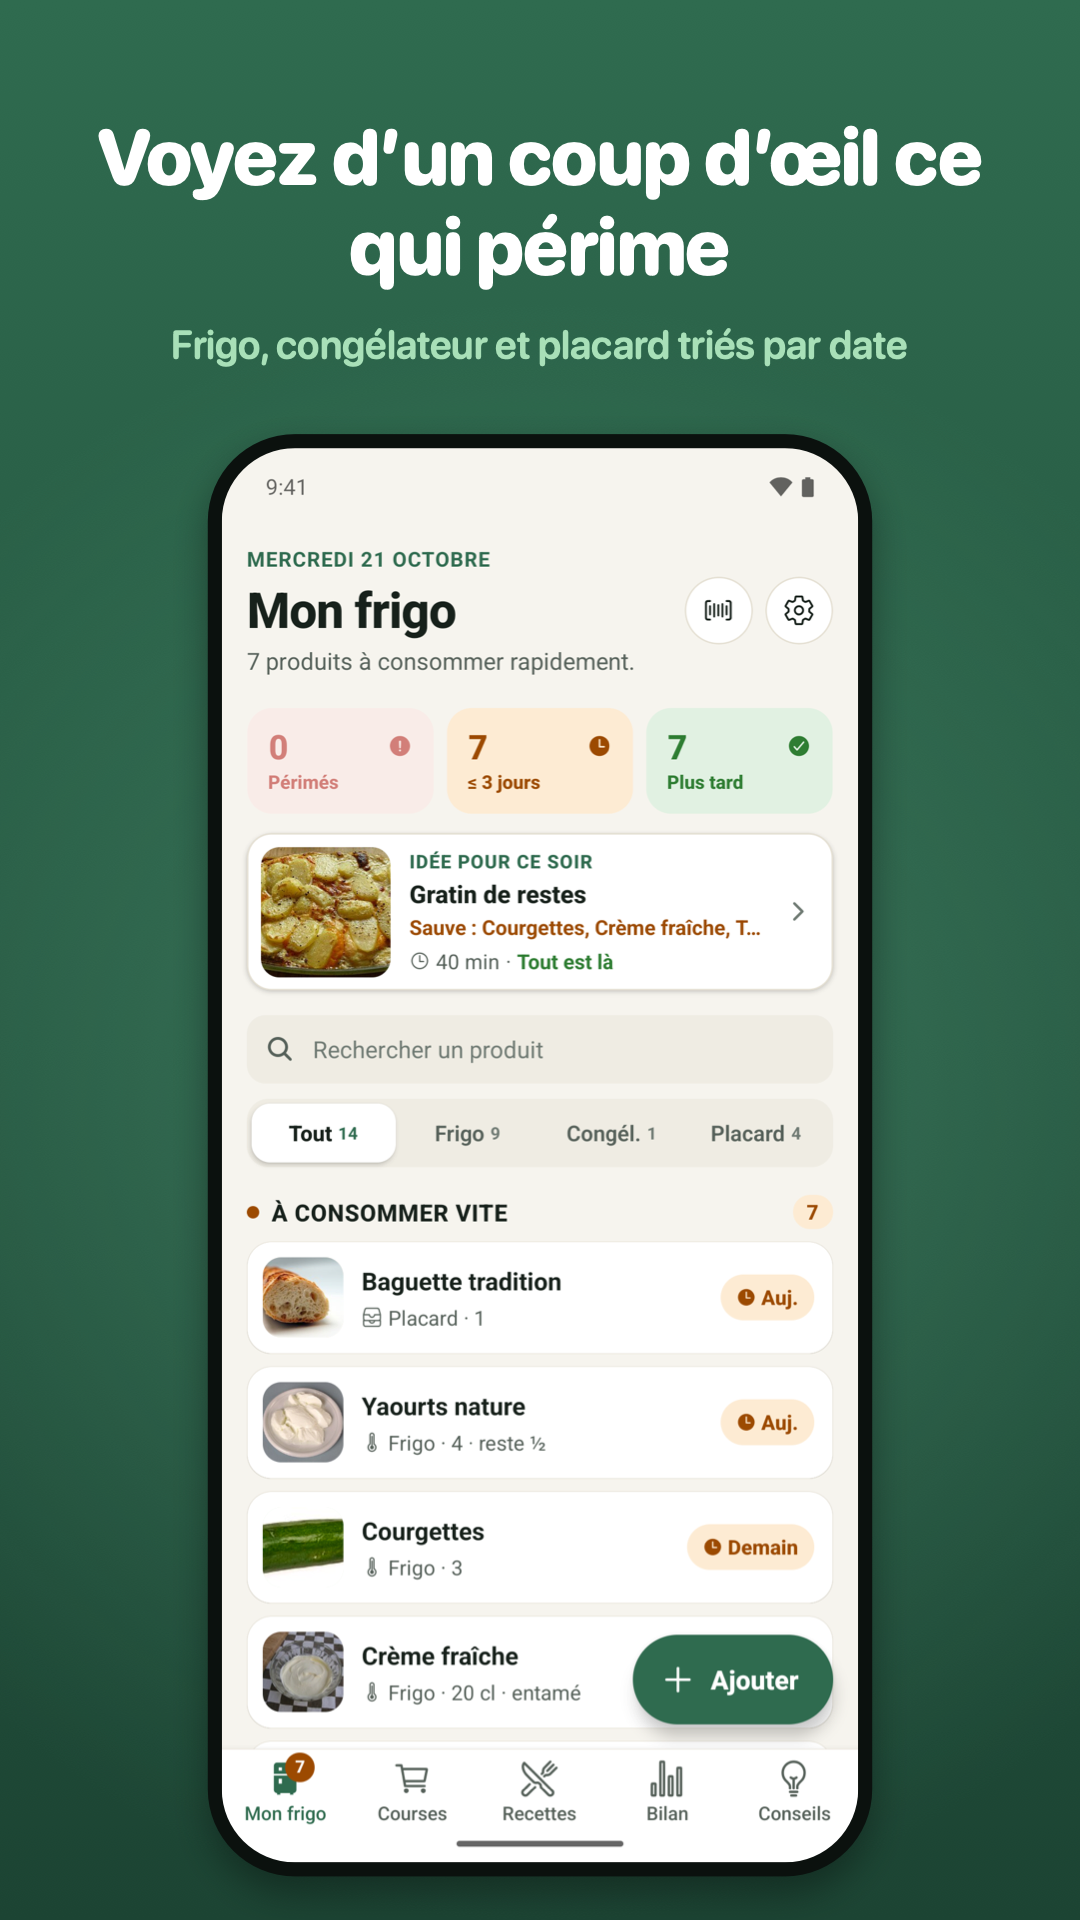 Voyez d’un coup d’œil ce
qui périme
Frigo, congélateur et placard triés par date
9:41
MERCREDI 21 OCTOBRE
Mon frigo
7 produits à consommer rapidement.
0
Périmés
7
≤ 3 jours
7
Plus tard
IDÉE POUR CE SOIR
Gratin de restes
Sauve : Courgettes, Crème fraîche, T...
40 min · Tout est là
Rechercher un produit
Tout 14 Frigo 9 Congél. 1 Placard 4
À CONSOMMER VITE 7
Baguette tradition
Placard · 1
Auj.
Yaourts nature
Frigo · 4 · reste ½
Auj.
Courgettes
Frigo · 3
Demain
Crème fraîche
Frigo · 20 cl · entamé
Ajouter
7
Mon frigo Courses Recettes Bilan Conseils